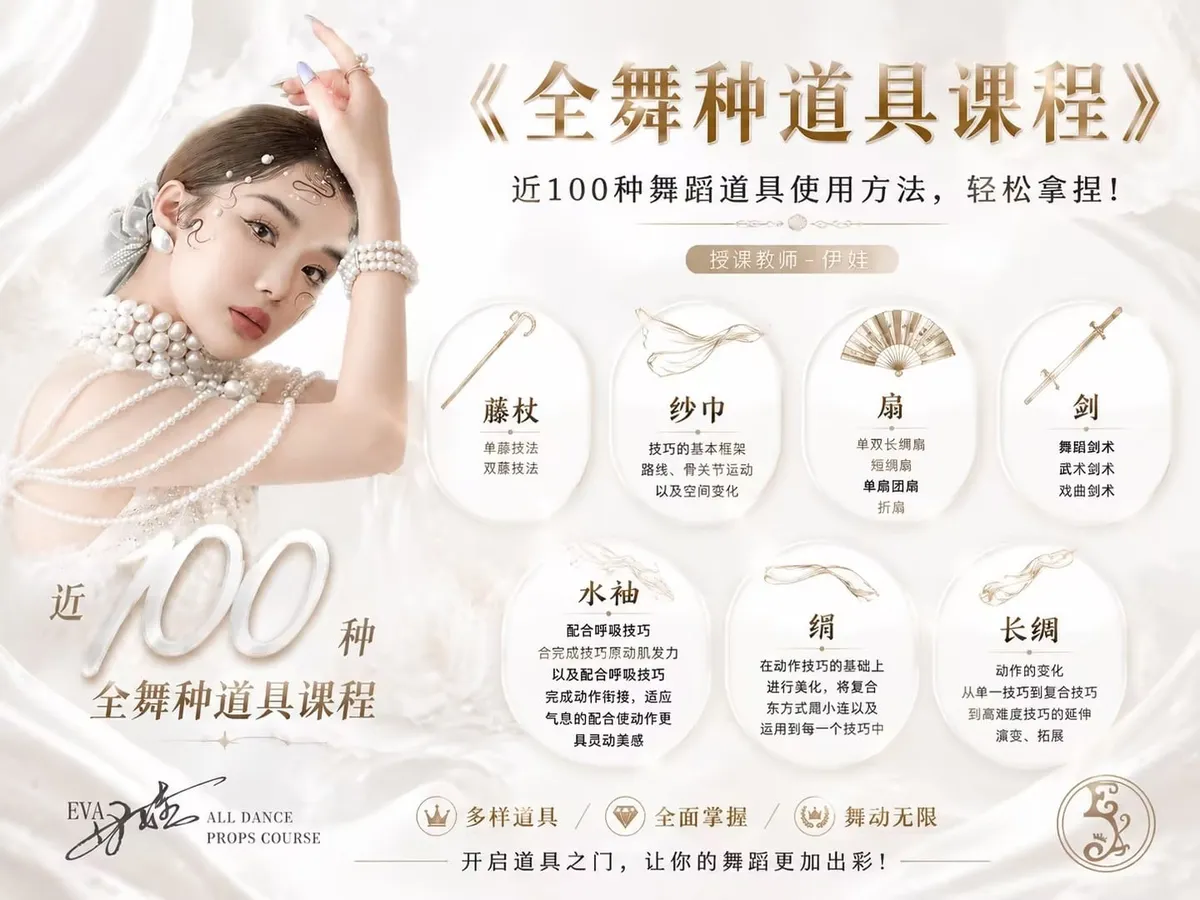 《全舞种道具课程》
近100种舞蹈道具使用方法，轻松拿捏！
授课教师－伊娃
藤杖
单藤技法
双藤技法
纱巾
技巧的基本框架
路线、骨关节运动
以及空间变化
扇
单双长绸扇
短绸扇
单扇团扇
折扇
剑
舞蹈剑术
武术剑术
戏曲剑术
水袖
配合呼吸技巧
合完成技巧原动肌发力
以及配合呼吸技巧
完成动作衔接，适应
气息的配合使动作更
具灵动美感
绢
在动作技巧的基础上
进行美化，将复合
东方式周小连以及
运用到每一个技巧中
长绸
动作的变化
从单一技巧到复合技巧
到高难度技巧的延伸
演变、拓展
近100种
全舞种道具课程
EVA
伊娃
ALL DANCE
PROPS COURSE
多样道具 / 全面掌握 / 舞动无限
开启道具之门，让你的舞蹈更加出彩！